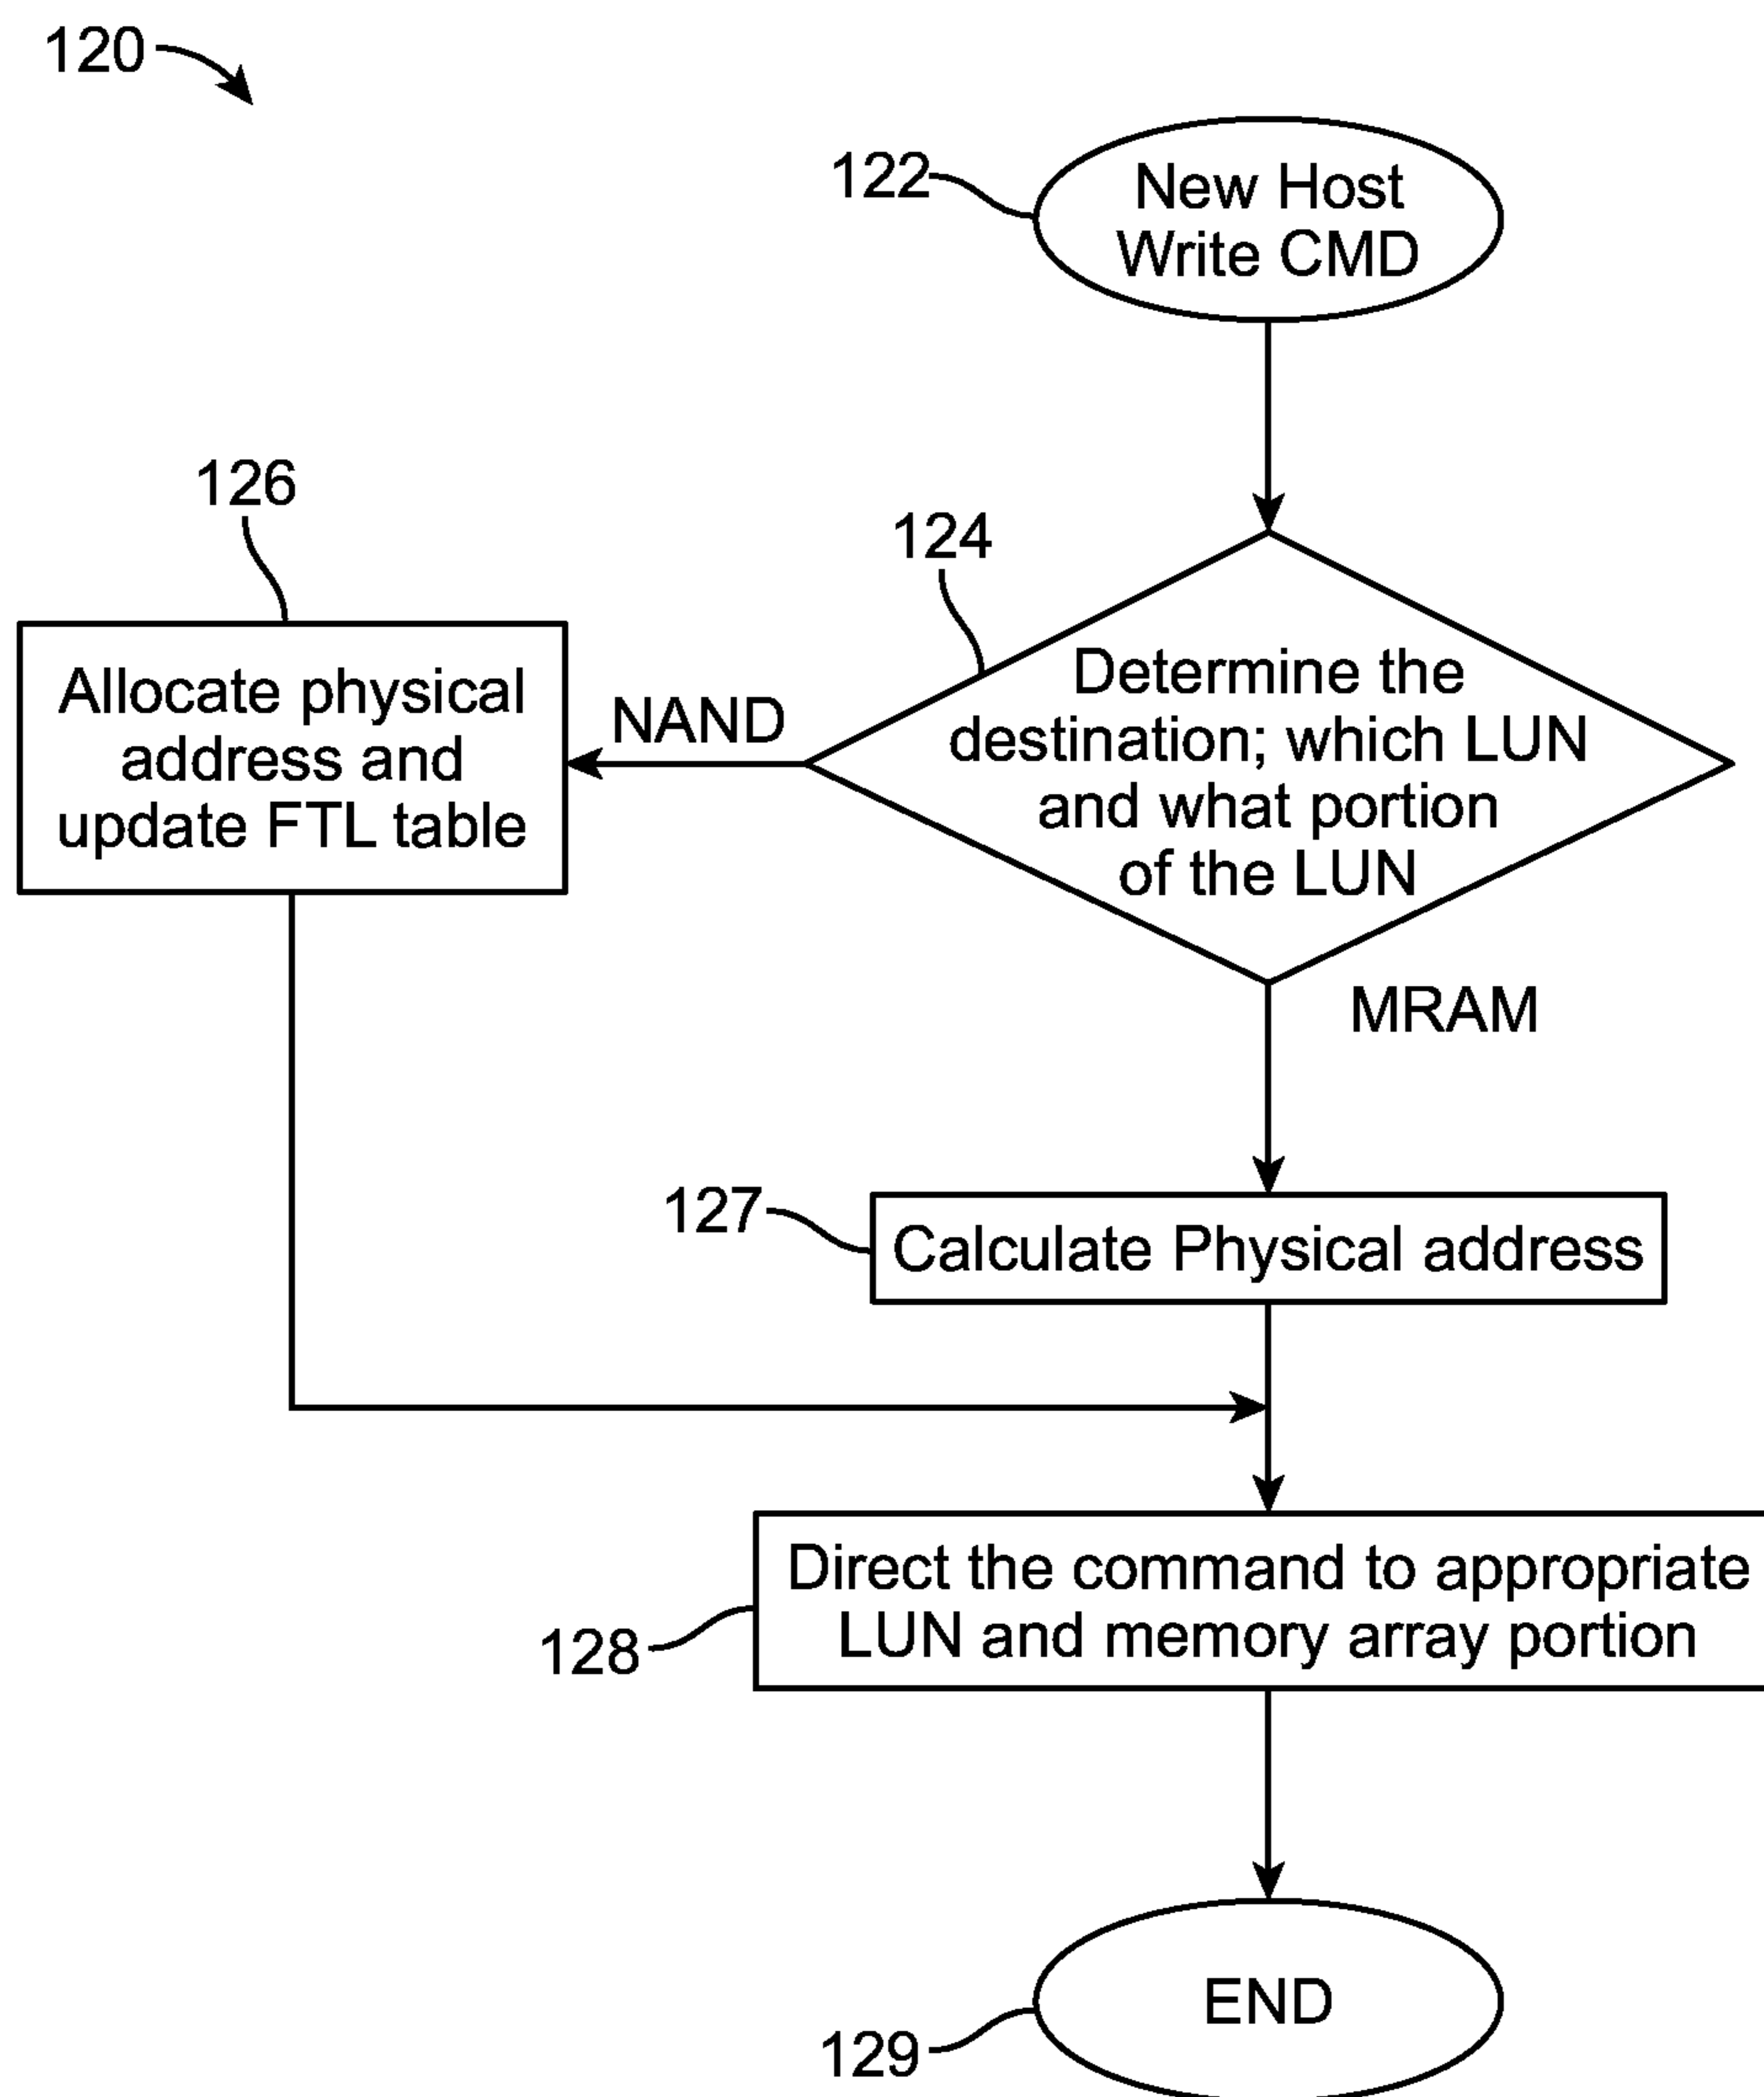 120
122
New Host
Write CMD
126
124
Allocate physical
address and
update FTL table
NAND
Determine the
destination; which LUN
and what portion
of the LUN
MRAM
127
Calculate Physical address
128
Direct the command to appropriate
LUN and memory array portion
129
END